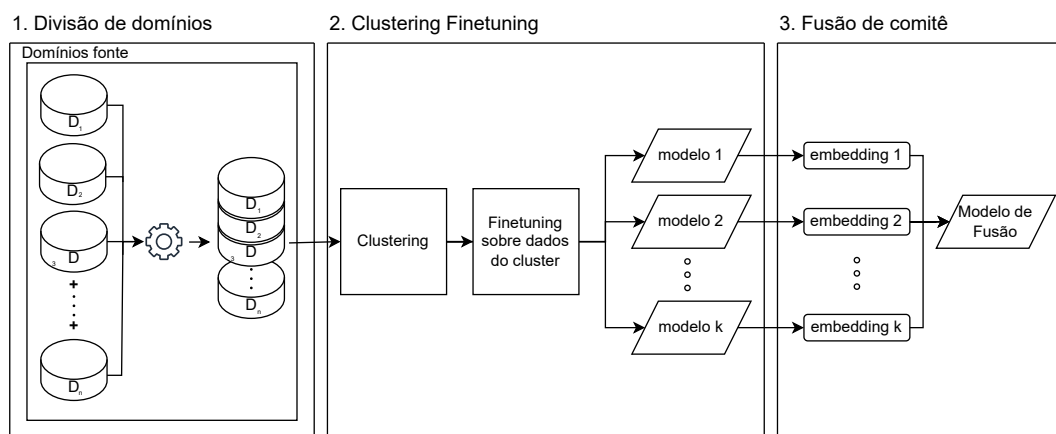 1. Divisão de domínios
Domínios fonte
D1
D2
D
3
Dn
D1
D2
D
3
Dn
2. Clustering Finetuning
Clustering
Finetuning
sobre dados
do cluster
modelo 1
modelo 2
modelo k
3. Fusão de comitê
embedding 1
embedding 2
embedding k
Modelo de
Fusão